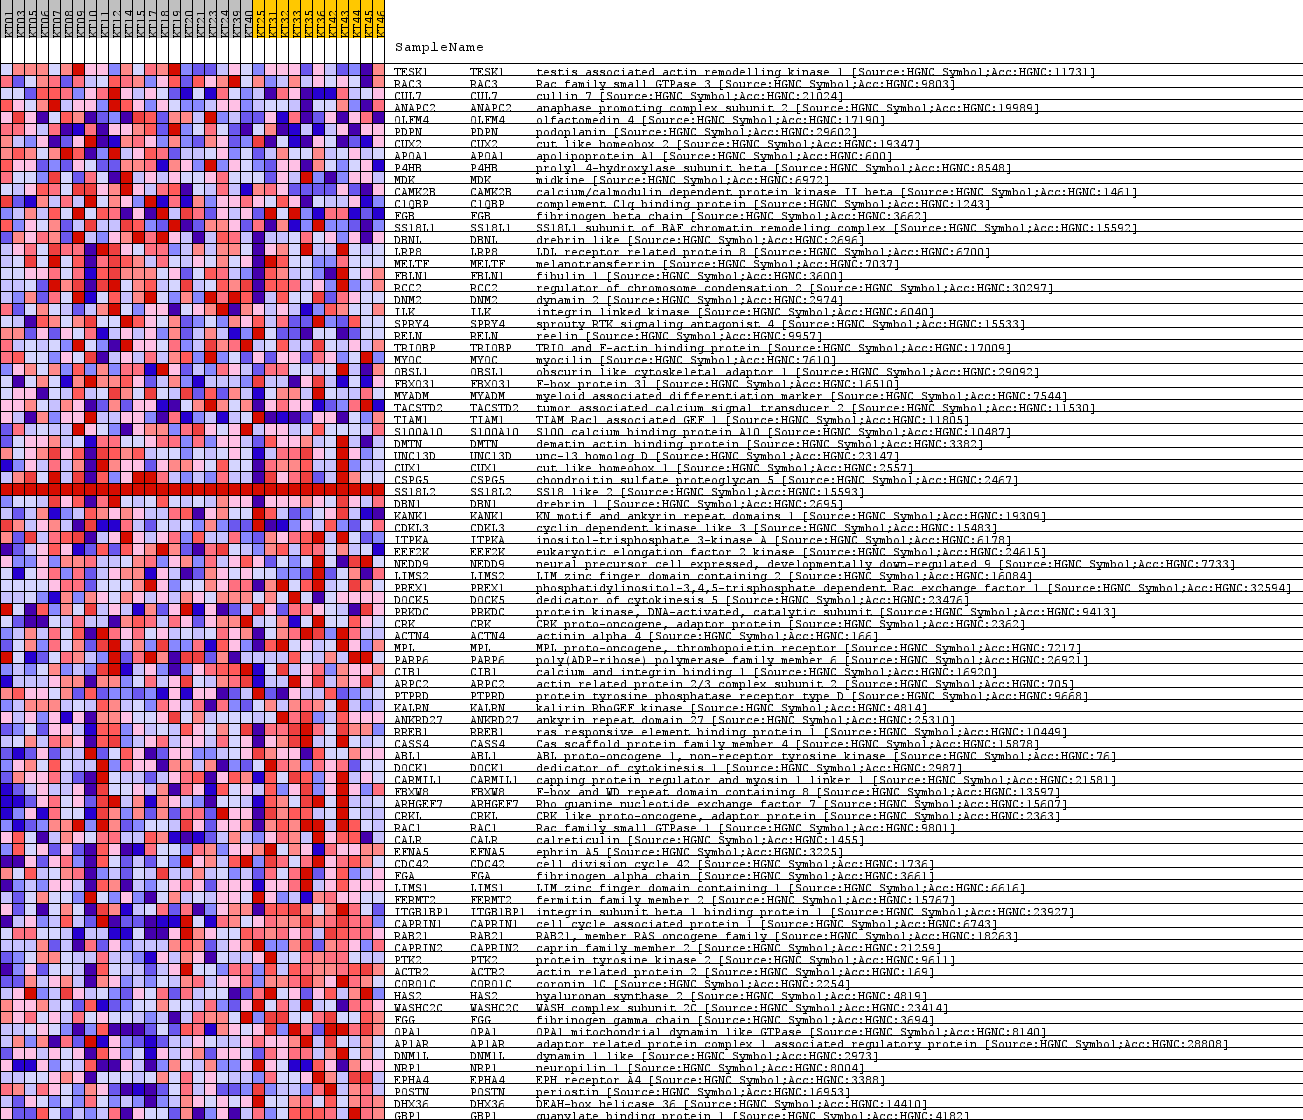 KT01 KT03 KT05 KT06 KT07 KT08 KT09 KT10 KT11 KT12 KT14 KT15 KT17 KT18 KT19 KT20 KT21 KT23 KT24 KT39 KT40 KT25 KT31 KT32 KT33 KT35 KT36 KT42 KT43 KT44 KT45 KT46
SampleName
TESK1 TESK1 testis associated actin remodelling kinase 1 [Source:HGNC Symbol;Acc:HGNC:11731]
RAC3 RAC3 Rac family small GTPase 3 [Source:HGNC Symbol;Acc:HGNC:9803]
CUL7 CUL7 cullin 7 [Source:HGNC Symbol;Acc:HGNC:21024]
ANAPC2 ANAPC2 anaphase promoting complex subunit 2 [Source:HGNC Symbol;Acc:HGNC:19989]
OLFM4 OLFM4 olfactomedin 4 [Source:HGNC Symbol;Acc:HGNC:17190]
PDPN PDPN podoplanin [Source:HGNC Symbol;Acc:HGNC:29602]
CUX2 CUX2 cut like homeobox 2 [Source:HGNC Symbol;Acc:HGNC:19347]
APOA1 APOA1 apolipoprotein A1 [Source:HGNC Symbol;Acc:HGNC:600]
P4HB P4HB prolyl 4-hydroxylase subunit beta [Source:HGNC Symbol;Acc:HGNC:8548]
MDK MDK midkine [Source:HGNC Symbol;Acc:HGNC:6972]
CAMK2B CAMK2B calcium/calmodulin dependent protein kinase II beta [Source:HGNC Symbol;Acc:HGNC:1461]
C1QBP C1QBP complement C1q binding protein [Source:HGNC Symbol;Acc:HGNC:1243]
FGB FGB fibrinogen beta chain [Source:HGNC Symbol;Acc:HGNC:3662]
SS18L1 SS18L1 SS18L1 subunit of BAF chromatin remodeling complex [Source:HGNC Symbol;Acc:HGNC:15592]
DBNL DBNL drebrin like [Source:HGNC Symbol;Acc:HGNC:2696]
LRP8 LRP8 LDL receptor related protein 8 [Source:HGNC Symbol;Acc:HGNC:6700]
MELTF MELTF melanotransferrin [Source:HGNC Symbol;Acc:HGNC:7037]
FBLN1 FBLN1 fibulin 1 [Source:HGNC Symbol;Acc:HGNC:3600]
RCC2 RCC2 regulator of chromosome condensation 2 [Source:HGNC Symbol;Acc:HGNC:30297]
DNM2 DNM2 dynamin 2 [Source:HGNC Symbol;Acc:HGNC:2974]
ILK ILK integrin linked kinase [Source:HGNC Symbol;Acc:HGNC:6040]
SPRY4 SPRY4 sprouty RTK signaling antagonist 4 [Source:HGNC Symbol;Acc:HGNC:15533]
RELN RELN reelin [Source:HGNC Symbol;Acc:HGNC:9957]
TRIOBP TRIOBP TRIO and F-actin binding protein [Source:HGNC Symbol;Acc:HGNC:17009]
MYOC MYOC myocilin [Source:HGNC Symbol;Acc:HGNC:7610]
OBSL1 OBSL1 obscurin like cytoskeletal adaptor 1 [Source:HGNC Symbol;Acc:HGNC:29092]
FBXO31 FBXO31 F-box protein 31 [Source:HGNC Symbol;Acc:HGNC:16510]
MYADM MYADM myeloid associated differentiation marker [Source:HGNC Symbol;Acc:HGNC:7544]
TACSTD2 TACSTD2 tumor associated calcium signal transducer 2 [Source:HGNC Symbol;Acc:HGNC:11530]
TIAM1 TIAM1 TIAM Rac1 associated GEF 1 [Source:HGNC Symbol;Acc:HGNC:11805]
S100A10 S100A10 S100 calcium binding protein A10 [Source:HGNC Symbol;Acc:HGNC:10487]
DMTN DMTN dematin actin binding protein [Source:HGNC Symbol;Acc:HGNC:3382]
UNC13D UNC13D unc-13 homolog D [Source:HGNC Symbol;Acc:HGNC:23147]
CUX1 CUX1 cut like homeobox 1 [Source:HGNC Symbol;Acc:HGNC:2557]
CSPG5 CSPG5 chondroitin sulfate proteoglycan 5 [Source:HGNC Symbol;Acc:HGNC:2467]
SS18L2 SS18L2 SS18 like 2 [Source:HGNC Symbol;Acc:HGNC:15593]
DBN1 DBN1 drebrin 1 [Source:HGNC Symbol;Acc:HGNC:2695]
KANK1 KANK1 KN motif and ankyrin repeat domains 1 [Source:HGNC Symbol;Acc:HGNC:19309]
CDKL3 CDKL3 cyclin dependent kinase like 3 [Source:HGNC Symbol;Acc:HGNC:15483]
ITPKA ITPKA inositol-trisphosphate 3-kinase A [Source:HGNC Symbol;Acc:HGNC:6178]
EEF2K EEF2K eukaryotic elongation factor 2 kinase [Source:HGNC Symbol;Acc:HGNC:24615]
NEDD9 NEDD9 neural precursor cell expressed, developmentally down-regulated 9 [Source:HGNC Symbol;Acc:HGNC:7733]
LIMS2 LIMS2 LIM zinc finger domain containing 2 [Source:HGNC Symbol;Acc:HGNC:16084]
PREX1 PREX1 phosphatidylinositol-3,4,5-trisphosphate dependent Rac exchange factor 1 [Source:HGNC Symbol;Acc:HGNC:32594]
DOCK5 DOCK5 dedicator of cytokinesis 5 [Source:HGNC Symbol;Acc:HGNC:23476]
PRKDC PRKDC protein kinase, DNA-activated, catalytic subunit [Source:HGNC Symbol;Acc:HGNC:9413]
CRK CRK CRK proto-oncogene, adaptor protein [Source:HGNC Symbol;Acc:HGNC:2362]
ACTN4 ACTN4 actinin alpha 4 [Source:HGNC Symbol;Acc:HGNC:166]
MPL MPL MPL proto-oncogene, thrombopoietin receptor [Source:HGNC Symbol;Acc:HGNC:7217]
PARP6 PARP6 poly(ADP-ribose) polymerase family member 6 [Source:HGNC Symbol;Acc:HGNC:26921]
CIB1 CIB1 calcium and integrin binding 1 [Source:HGNC Symbol;Acc:HGNC:16920]
ARPC2 ARPC2 actin related protein 2/3 complex subunit 2 [Source:HGNC Symbol;Acc:HGNC:705]
PTPRD PTPRD protein tyrosine phosphatase receptor type D [Source:HGNC Symbol;Acc:HGNC:9668]
KALRN KALRN kalirin RhoGEF kinase [Source:HGNC Symbol;Acc:HGNC:4814]
ANKRD27 ANKRD27 ankyrin repeat domain 27 [Source:HGNC Symbol;Acc:HGNC:25310]
RREB1 RREB1 ras responsive element binding protein 1 [Source:HGNC Symbol;Acc:HGNC:10449]
CASS4 CASS4 Cas scaffold protein family member 4 [Source:HGNC Symbol;Acc:HGNC:15878]
ABL1 ABL1 ABL proto-oncogene 1, non-receptor tyrosine kinase [Source:HGNC Symbol;Acc:HGNC:76]
DOCK1 DOCK1 dedicator of cytokinesis 1 [Source:HGNC Symbol;Acc:HGNC:2987]
CARMIL1 CARMIL1 capping protein regulator and myosin 1 linker 1 [Source:HGNC Symbol;Acc:HGNC:21581]
FBXW8 FBXW8 F-box and WD repeat domain containing 8 [Source:HGNC Symbol;Acc:HGNC:13597]
ARHGEF7 ARHGEF7 Rho guanine nucleotide exchange factor 7 [Source:HGNC Symbol;Acc:HGNC:15607]
CRKL CRKL CRK like proto-oncogene, adaptor protein [Source:HGNC Symbol;Acc:HGNC:2363]
RAC1 RAC1 Rac family small GTPase 1 [Source:HGNC Symbol;Acc:HGNC:9801]
CALR CALR calreticulin [Source:HGNC Symbol;Acc:HGNC:1455]
EFNA5 EFNA5 ephrin A5 [Source:HGNC Symbol;Acc:HGNC:3225]
CDC42 CDC42 cell division cycle 42 [Source:HGNC Symbol;Acc:HGNC:1736]
FGA FGA fibrinogen alpha chain [Source:HGNC Symbol;Acc:HGNC:3661]
LIMS1 LIMS1 LIM zinc finger domain containing 1 [Source:HGNC Symbol;Acc:HGNC:6616]
FERMT2 FERMT2 fermitin family member 2 [Source:HGNC Symbol;Acc:HGNC:15767]
ITGB1BP1 ITGB1BP1 integrin subunit beta 1 binding protein 1 [Source:HGNC Symbol;Acc:HGNC:23927]
CAPRIN1 CAPRIN1 cell cycle associated protein 1 [Source:HGNC Symbol;Acc:HGNC:6743]
RAB21 RAB21 RAB21, member RAS oncogene family [Source:HGNC Symbol;Acc:HGNC:18263]
CAPRIN2 CAPRIN2 caprin family member 2 [Source:HGNC Symbol;Acc:HGNC:21259]
PTK2 PTK2 protein tyrosine kinase 2 [Source:HGNC Symbol;Acc:HGNC:9611]
ACTR2 ACTR2 actin related protein 2 [Source:HGNC Symbol;Acc:HGNC:169]
CORO1C CORO1C coronin 1C [Source:HGNC Symbol;Acc:HGNC:2254]
HAS2 HAS2 hyaluronan synthase 2 [Source:HGNC Symbol;Acc:HGNC:4819]
WASHC2C WASHC2C WASH complex subunit 2C [Source:HGNC Symbol;Acc:HGNC:23414]
FGG FGG fibrinogen gamma chain [Source:HGNC Symbol;Acc:HGNC:3694]
OPA1 OPA1 OPA1 mitochondrial dynamin like GTPase [Source:HGNC Symbol;Acc:HGNC:8140]
AP1AR AP1AR adaptor related protein complex 1 associated regulatory protein [Source:HGNC Symbol;Acc:HGNC:28808]
DNM1L DNM1L dynamin 1 like [Source:HGNC Symbol;Acc:HGNC:2973]
NRP1 NRP1 neuropilin 1 [Source:HGNC Symbol;Acc:HGNC:8004]
EPHA4 EPHA4 EPH receptor A4 [Source:HGNC Symbol;Acc:HGNC:3388]
POSTN POSTN periostin [Source:HGNC Symbol;Acc:HGNC:16953]
DHX36 DHX36 DEAH-box helicase 36 [Source:HGNC Symbol;Acc:HGNC:14410]
GBP1 GBP1 guanylate binding protein 1 [Source:HGNC Symbol;Acc:HGNC:4182]